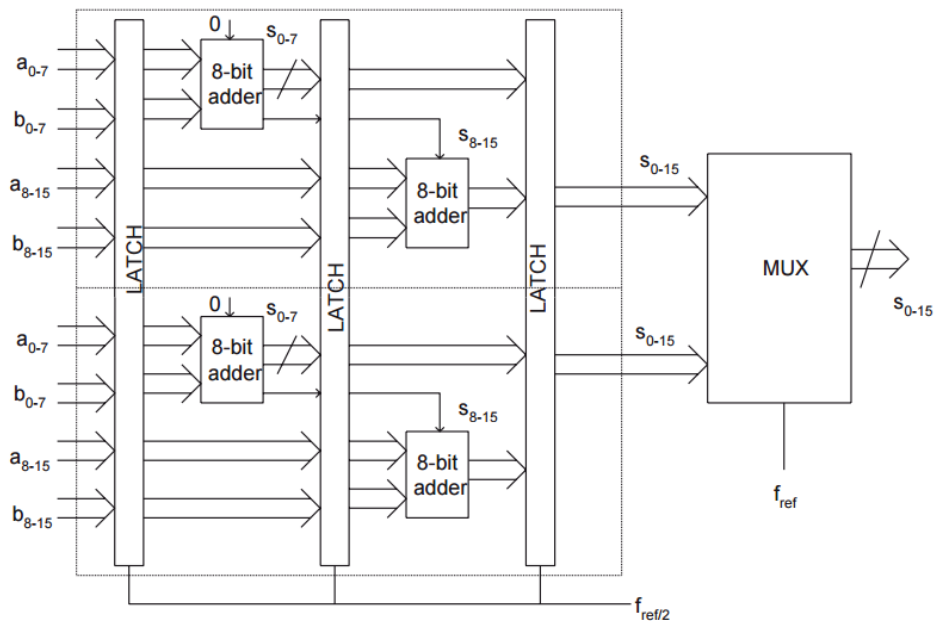 0
s0-7
a0-7
8-bit
adder
b0-7
s8-15
a8-15
8-bit
adder
s0-15
b8-15
LATCH
LATCH
LATCH
MUX
0
s0-7
s0-15
a0-7
8-bit
adder
s0-15
b0-7
s8-15
a8-15
8-bit
adder
b8-15
fref
fref/2